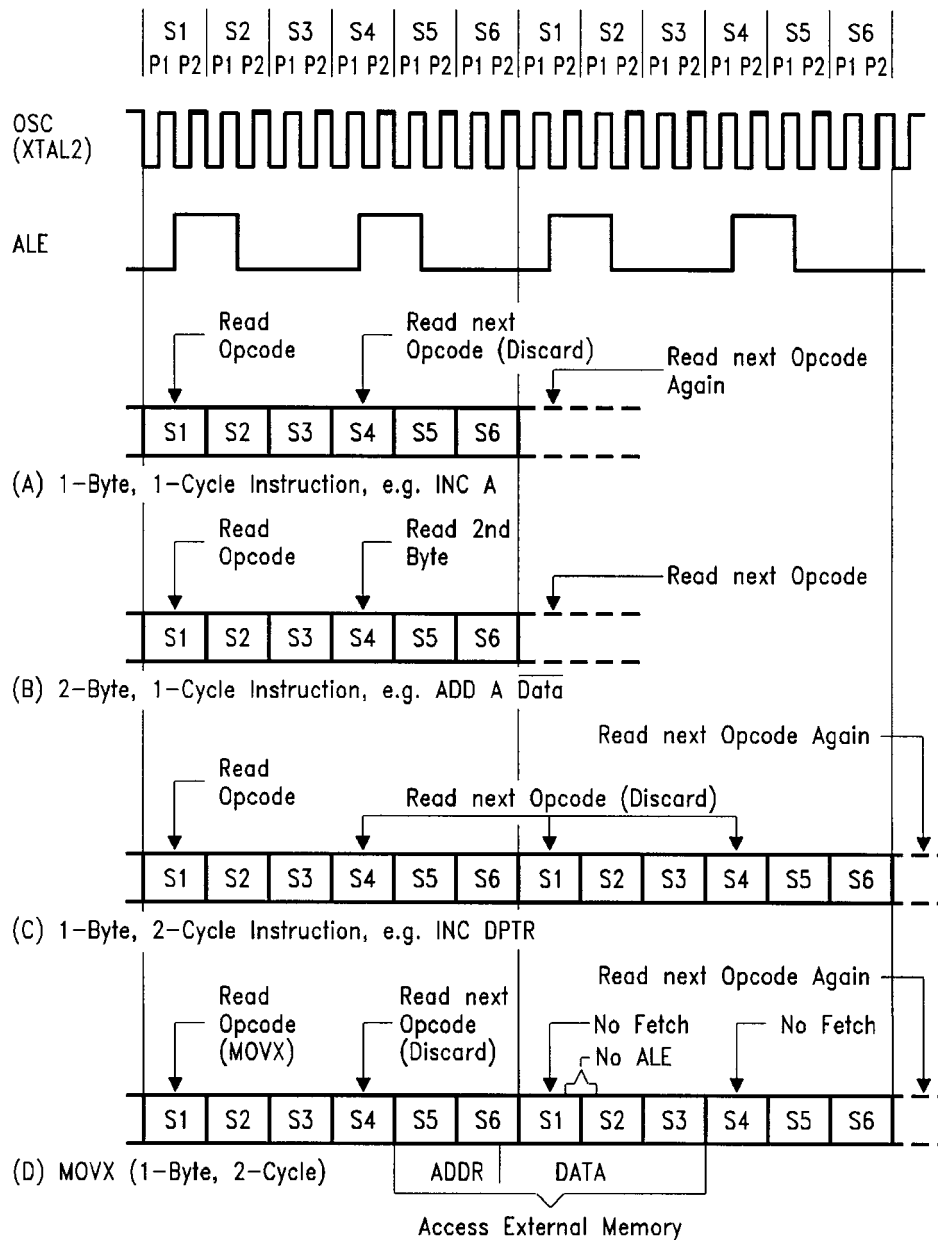 S1 S2 S3 S4 S5 S6 S1 S2 S3 S4 S5 S6
P1 P2 P1 P2 P1 P2 P1 P2 P1 P2 P1 P2 P1 P2 P1 P2 P1 P2 P1 P2 P1 P2 P1 P2
OSC
(XTAL2)
ALE
Read
Opcode
Read next
Opcode (Discard)
Read next Opcode
Again
S1 S2 S3 S4 S5 S6
(A) 1-Byte, 1-Cycle Instruction, e.g. INC A
Read
Opcode
Read 2nd
Byte
Read next Opcode
S1 S2 S3 S4 S5 S6
(B) 2-Byte, 1-Cycle Instruction, e.g. ADD A Data
Read next Opcode Again
Read
Opcode
Read next Opcode (Discard)
S1 S2 S3 S4 S5 S6 S1 S2 S3 S4 S5 S6
(C) 1-Byte, 2-Cycle Instruction, e.g. INC DPTR
Read next Opcode Again
Read
Opcode
(MOVX)
Read next
Opcode
(Discard)
No Fetch
No ALE
No Fetch
S1 S2 S3 S4 S5 S6 S1 S2 S3 S4 S5 S6
(D) MOVX (1-Byte, 2-Cycle)
ADDR DATA
Access External Memory